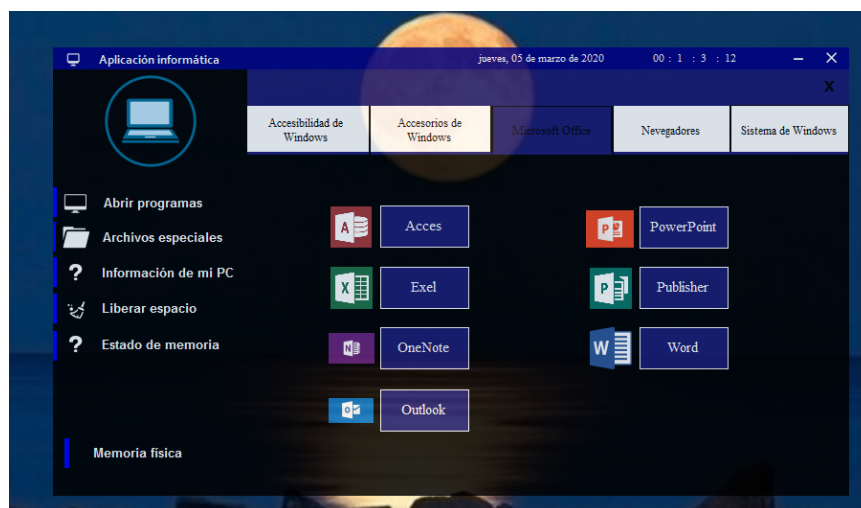 Aplicación informática
jueves, 05 de marzo de 2020
00 : 1 : 3 : 12
X
Accesibilidad de
Windows
Accesorios de
Windows
Microsoft Office
Nevegadores
Sistema de Windows
Abrir programas
Archivos especiales
Información de mi PC
Liberar espacio
Estado de memoria
Memoria física
A
Acces
P
PowerPoint
X
Exel
P
Publisher
N
OneNote
W
Word
o
Outlook